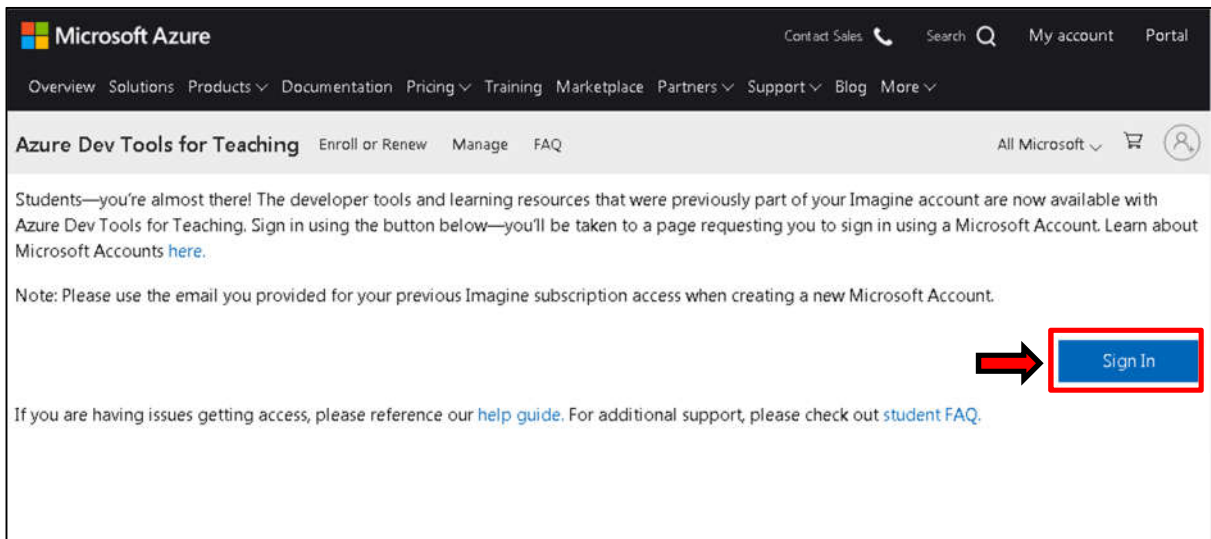 Microsoft Azure
Contact Sales Search My account Portal
Overview Solutions Products Documentation Pricing Training Marketplace Partners Support Blog More
Azure Dev Tools for Teaching Enroll or Renew Manage FAQ All Microsoft
Students—you're almost there! The developer tools and learning resources that were previously part of your Imagine account are now available with
Azure Dev Tools for Teaching. Sign in using the button below—you'll be taken to a page requesting you to sign in using a Microsoft Account. Learn about
Microsoft Accounts here.
Note: Please use the email you provided for your previous Imagine subscription access when creating a new Microsoft Account.
Sign In
If you are having issues getting access, please reference our help guide. For additional support, please check out student FAQ.